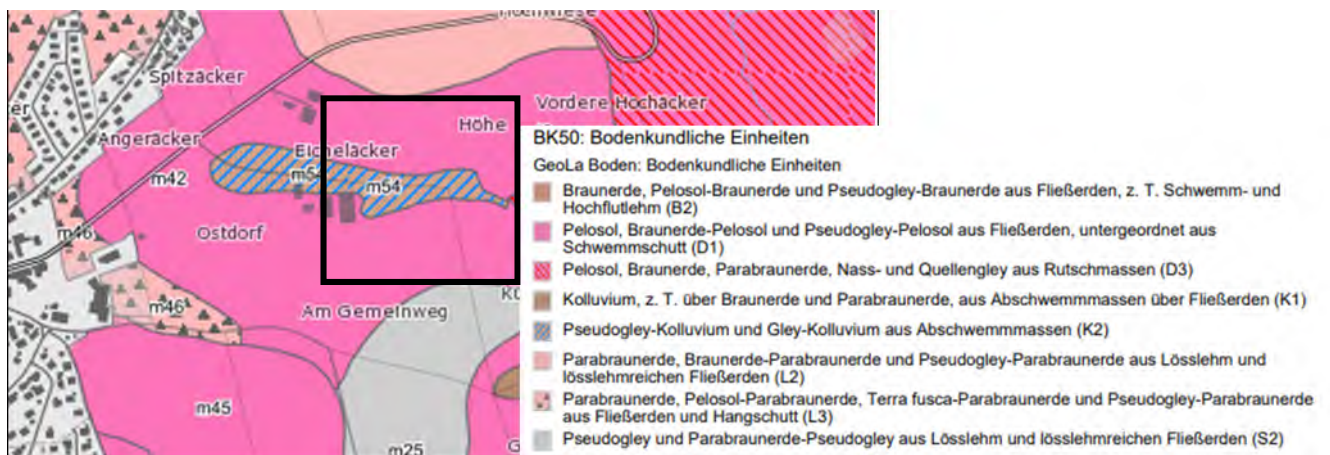 Hochwiese
Spitzäcker
Vordere Hochäcker
Höhe
Angeräcker
Eicheläcker
m42
m54
m54
Ostdorf
m46
m46
Am Gemeinweg
m45
m25
BK50: Bodenkundliche Einheiten
GeoLa Boden: Bodenkundliche Einheiten
Braunerde, Pelosol-Braunerde und Pseudogley-Braunerde aus Fließerden, z. T. Schwemm- und
Hochflutlehm (B2)
Pelosol, Braunerde-Pelosol und Pseudogley-Pelosol aus Fließerden, untergeordnet aus
Schwemmschutt (D1)
Pelosol, Braunerde, Parabraunerde, Nass- und Quellengley aus Rutschmassen (D3)
Kolluvium, z. T. über Braunerde und Parabraunerde, aus Abschwemmmassen über Fließerden (K1)
Pseudogley-Kolluvium und Gley-Kolluvium aus Abschwemmmassen (K2)
Parabraunerde, Braunerde-Parabraunerde und Pseudogley-Parabraunerde aus Lösslehm und
lösslehmreichen Fließerden (L2)
Parabraunerde, Pelosol-Parabraunerde, Terra fusca-Parabraunerde und Pseudogley-Parabraunerde
aus Fließerden und Hangschutt (L3)
Pseudogley und Parabraunerde-Pseudogley aus Lösslehm und lösslehmreichen Fließerden (S2)